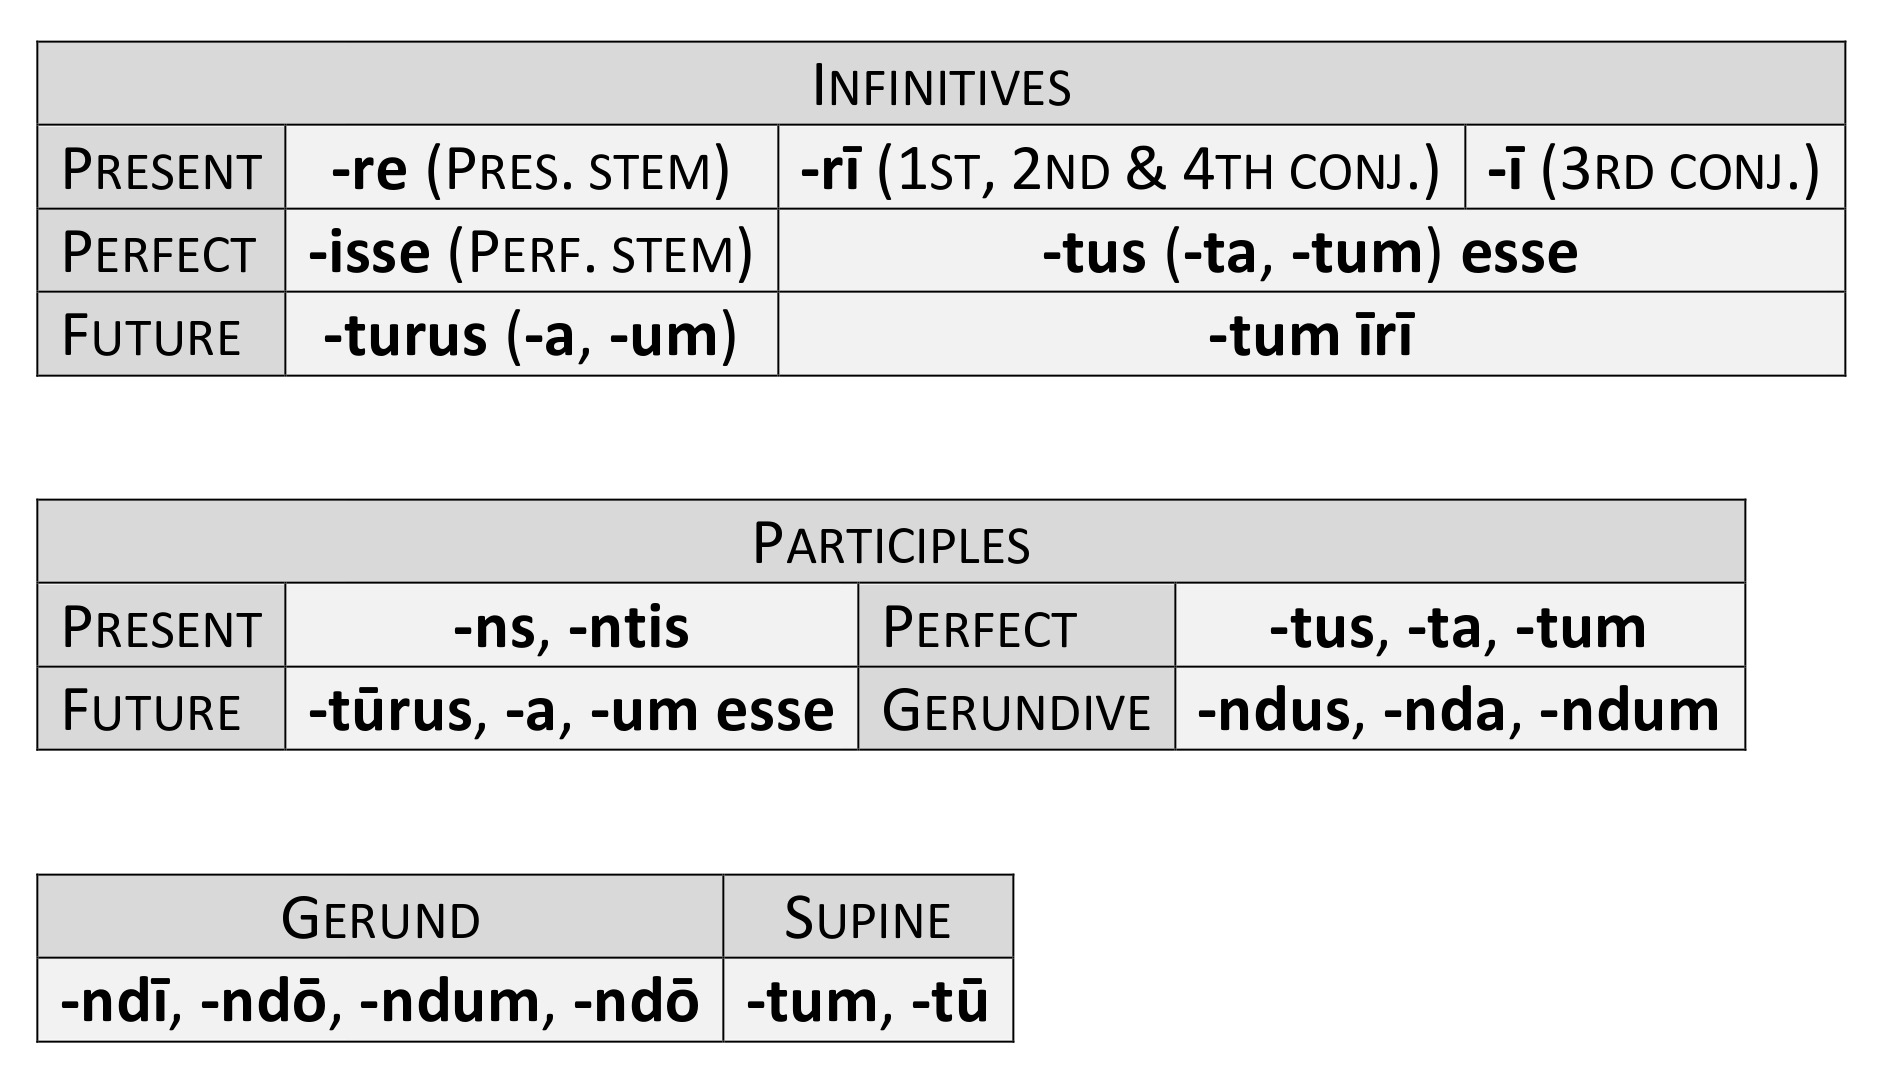 INFINITIVES
PRESENT -re (PRES. STEM) -rī (1ST, 2ND & 4TH CONJ.) -ī (3RD CONJ.)
PERFECT -isse (PERF. STEM) -tus (-ta, -tum) esse
FUTURE -turus (-a, -um) -tum īrī
PARTICIPLES
PRESENT -ns, -ntis PERFECT -tus, -ta, -tum
FUTURE -tūrus, -a, -um esse GERUNDIVE -ndus, -nda, -ndum
GERUND SUPINE
-ndī, -ndō, -ndum, -ndō -tum, -tū